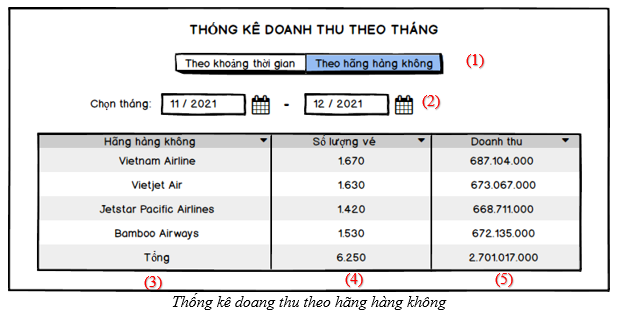 THỐNG KÊ DOANH THU THEO THÁNG
Theo khoảng thời gian Theo hãng hàng không (1)
Chọn tháng: 11 / 2021 - 12 / 2021 (2)
Hãng hàng không Số lượng vé Doanh thu
Vietnam Airline 1.670 687.104.000
Vietjet Air 1.630 673.067.000
Jetstar Pacific Airlines 1.420 668.711.000
Bamboo Airways 1.530 672.135.000
Tổng 6.250 2.701.017.000
(3) (4) (5)
Thống kê doang thu theo hãng hàng không